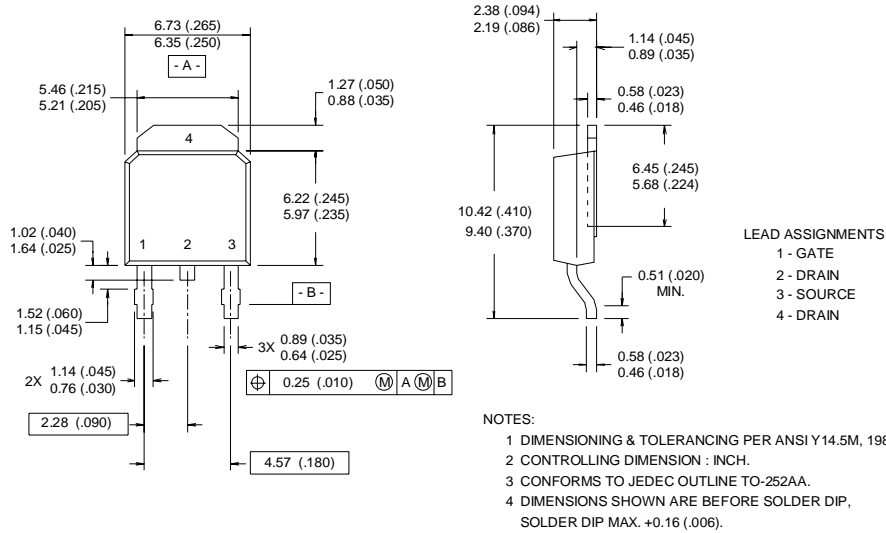 6.73 (.265)
6.35 (.250)
- A -
5.46 (.215)
5.21 (.205)
1.27 (.050)
0.88 (.035)
4
6.22 (.245)
5.97 (.235)
1.02 (.040)
1.64 (.025)
1 2 3
- B -
1.52 (.060)
1.15 (.045)
3X 0.89 (.035)
0.64 (.025)
2X 1.14 (.045)
0.76 (.030)
⌖ 0.25 (.010) Ⓜ A Ⓜ B
2.28 (.090)
4.57 (.180)
2.38 (.094)
2.19 (.086)
1.14 (.045)
0.89 (.035)
0.58 (.023)
0.46 (.018)
6.45 (.245)
5.68 (.224)
10.42 (.410)
9.40 (.370)
0.51 (.020)
MIN.
0.58 (.023)
0.46 (.018)
LEAD ASSIGNMENTS
1 - GATE
2 - DRAIN
3 - SOURCE
4 - DRAIN
NOTES:
1 DIMENSIONING & TOLERANCING PER ANSI Y14.5M, 198
2 CONTROLLING DIMENSION : INCH.
3 CONFORMS TO JEDEC OUTLINE TO-252AA.
4 DIMENSIONS SHOWN ARE BEFORE SOLDER DIP,
SOLDER DIP MAX. +0.16 (.006).